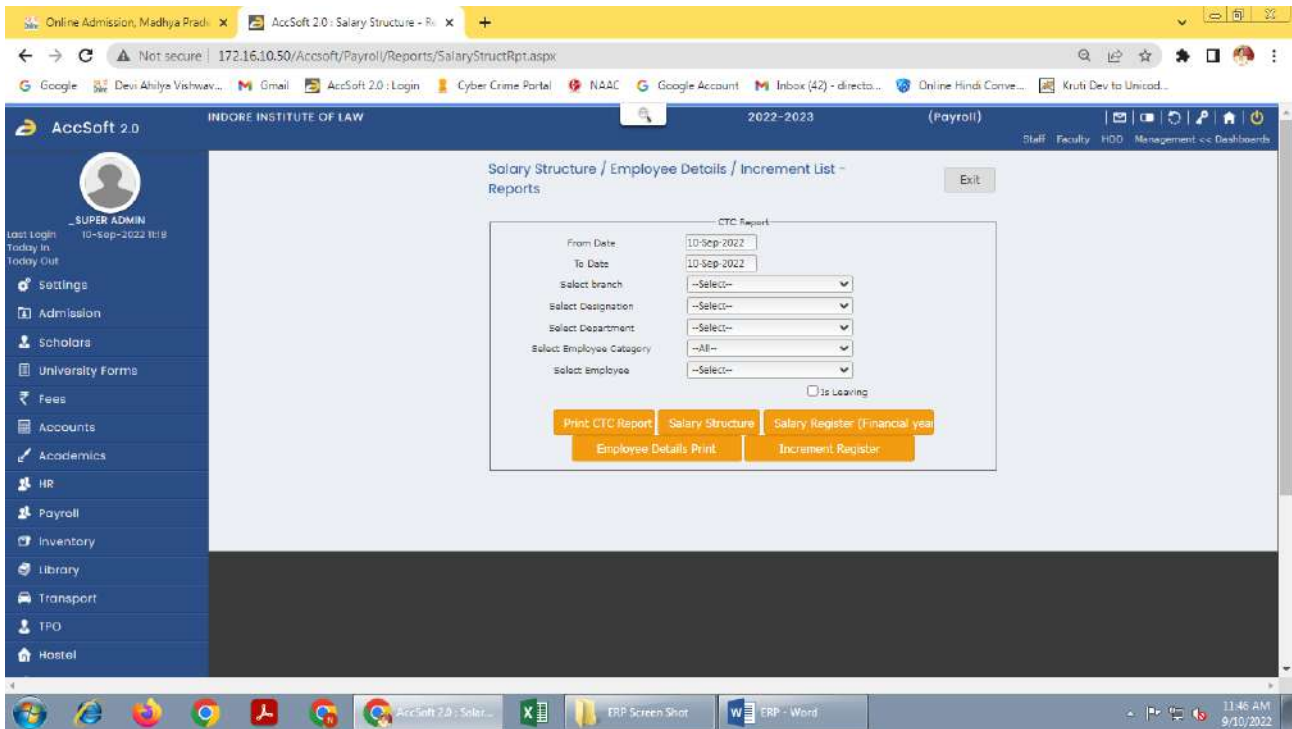 Online Admission, Madhya Prade
AccSoft 2.0 : Salary Structure - Re
Not secure | 172.16.10.50/Accsoft/Payroll/Reports/SalaryStructRpt.aspx
Google Devi Ahilya Vishwav... Gmail AccSoft 2.0 : Login Cyber Crime Portal NAAC Google Account Inbox (42) - directo... Online Hindi Conve... Kruti Dev to Unicod...
AccSoft 2.0
INDORE INSTITUTE OF LAW 2022-2023 (Payroll)
Staff Faculty HOD Management << Dashboards
_SUPER ADMIN
Last Login 10-Sep-2022 11:18
Today In
Today Out
Settings
Admission
Scholars
University Forms
Fees
Accounts
Academics
HR
Payroll
Inventory
Library
Transport
TPO
Hostel
Salary Structure / Employee Details / Increment List -
Reports
Exit
CTC Report
From Date 10-Sep-2022
To Date 10-Sep-2022
Select branch --Select--
Select Designation --Select--
Select Department --Select--
Select Employee Category --All--
Select Employee --Select--
Is Leaving
Print CTC Report Salary Structure Salary Register (Financial year
Employee Details Print Increment Register
AccSoft 2.0 : Salar...
ERP Screen Shot
ERP - Word
11:46 AM
9/10/2022